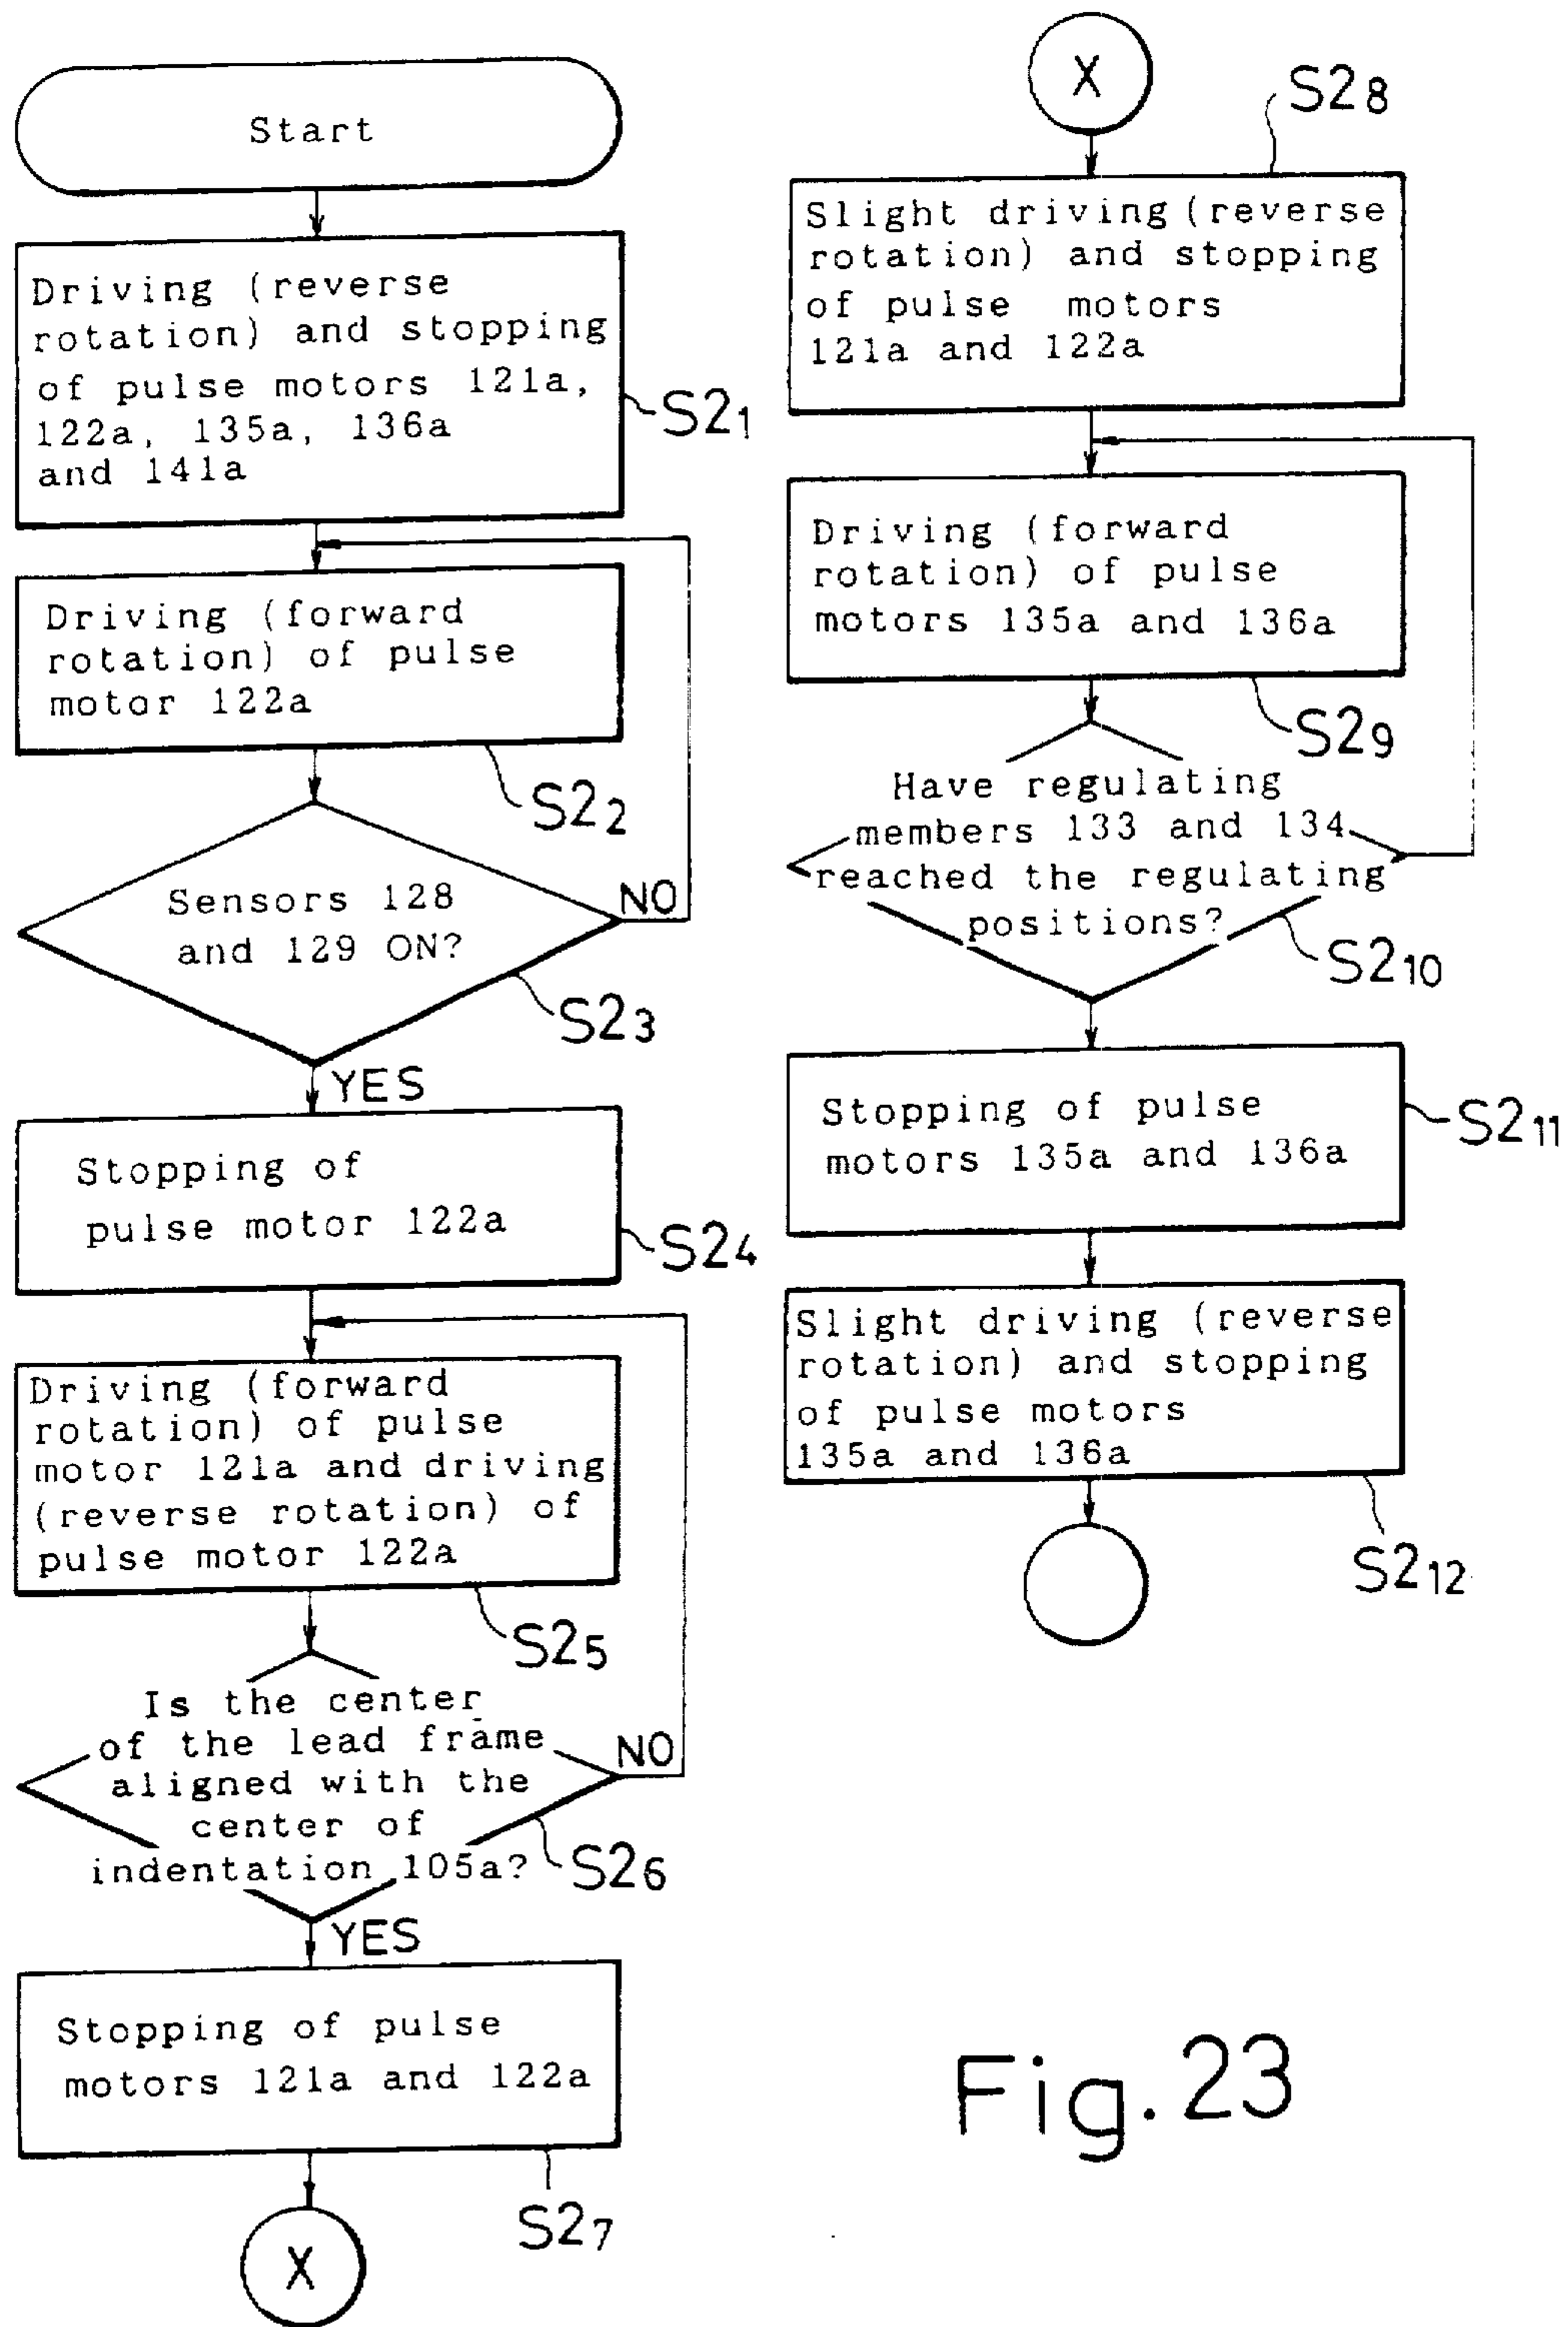 Start
Driving (reverse
rotation) and stopping
of pulse motors 121a,
122a, 135a, 136a
and 141a
S21
Driving (forward
rotation) of pulse
motor 122a
S22
Sensors 128
and 129 ON?
NO
S23
YES
Stopping of
pulse motor 122a
S24
Driving (forward
rotation) of pulse
motor 121a and driving
(reverse rotation) of
pulse motor 122a
S25
Is the center
of the lead frame
aligned with the
center of
indentation 105a?
NO
S26
YES
Stopping of pulse
motors 121a and 122a
S27
X
X
S28
Slight driving (reverse
rotation) and stopping
of pulse motors
121a and 122a
Driving (forward
rotation) of pulse
motors 135a and 136a
S29
Have regulating
members 133 and 134
reached the regulating
positions?
S210
Stopping of pulse
motors 135a and 136a
S211
Slight driving (reverse
rotation) and stopping
of pulse motors
135a and 136a
S212
Fig. 23